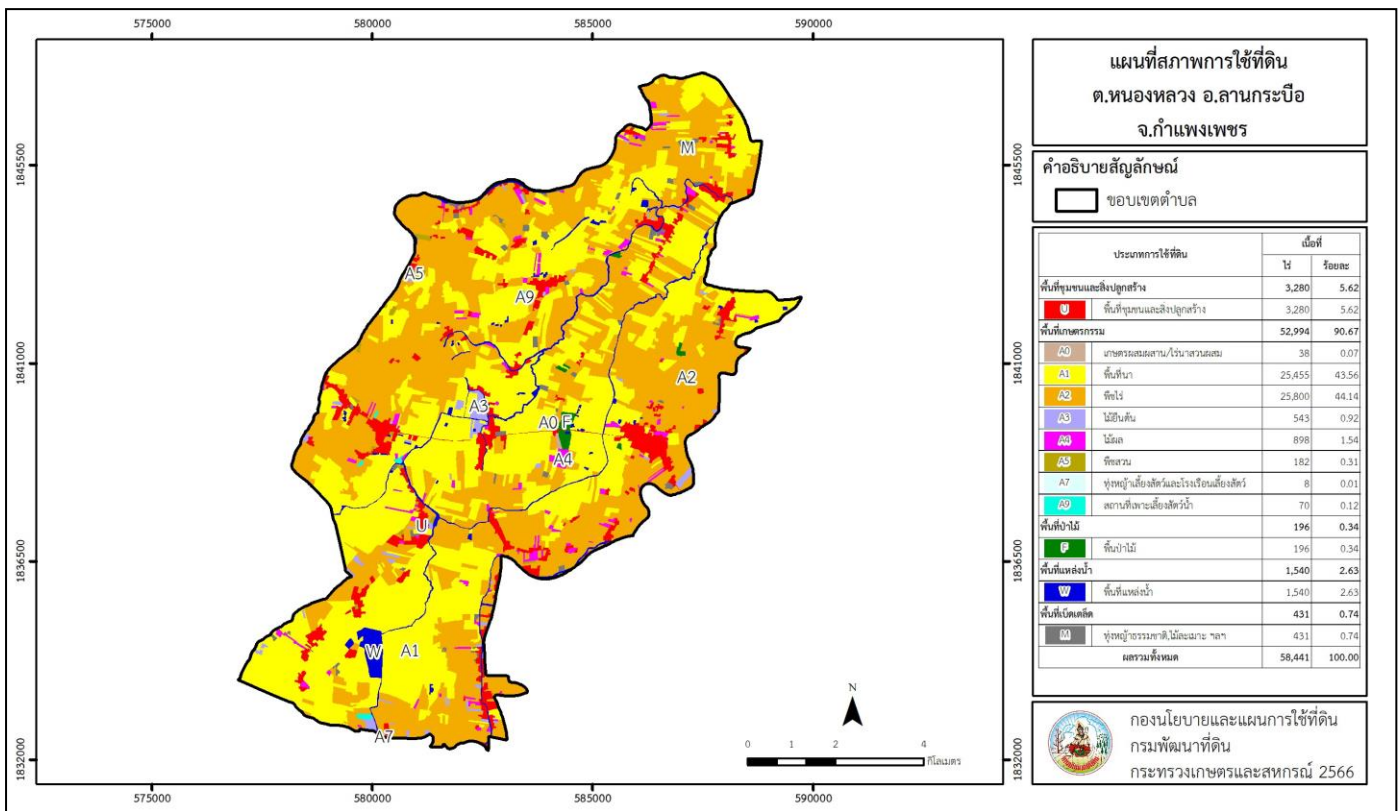 575000 580000 585000 590000
แผนที่สภาพการใช้ที่ดิน
ต.หนองหลวง อ.ลานกระบือ
จ.กำแพงเพชร
คำอธิบายสัญลักษณ์
ขอบเขตตำบล
ประเภทการใช้ที่ดิน เนื้อที่
ไร่ ร้อยละ
พื้นที่ชุมชนและสิ่งปลูกสร้าง 3,280 5.62
U พื้นที่ชุมชนและสิ่งปลูกสร้าง 3,280 5.62
พื้นที่เกษตรกรรม 52,994 90.67
A0 เกษตรผสมผสาน/ไร่นาสวนผสม 38 0.07
A1 พื้นที่นา 25,455 43.56
A2 พืชไร่ 25,800 44.14
A3 ไม้ยืนต้น 543 0.92
A4 ไม้ผล 898 1.54
A5 พืชสวน 182 0.31
A7 ทุ่งหญ้าเลี้ยงสัตว์และโรงเรือนเลี้ยงสัตว์ 8 0.01
A9 สถานที่เพาะเลี้ยงสัตว์น้ำ 70 0.12
พื้นที่ป่าไม้ 196 0.34
F พื้นป่าไม้ 196 0.34
พื้นที่แหล่งน้ำ 1,540 2.63
W พื้นที่แหล่งน้ำ 1,540 2.63
พื้นที่เบ็ดเตล็ด 431 0.74
M ทุ่งหญ้าธรรมชาติ,ไม้ละเมาะ ฯลฯ 431 0.74
ผลรวมทั้งหมด 58,441 100.00
กองนโยบายและแผนการใช้ที่ดิน
กรมพัฒนาที่ดิน
กระทรวงเกษตรและสหกรณ์ 2566
1845500 1845500
1841000 1841000
1836500 1836500
1832000 1832000
M
A5
A9
A2
A3
A0 F
A4
U
W A1
A7
N
0 1 2 4
กิโลเมตร
575000 580000 585000 590000